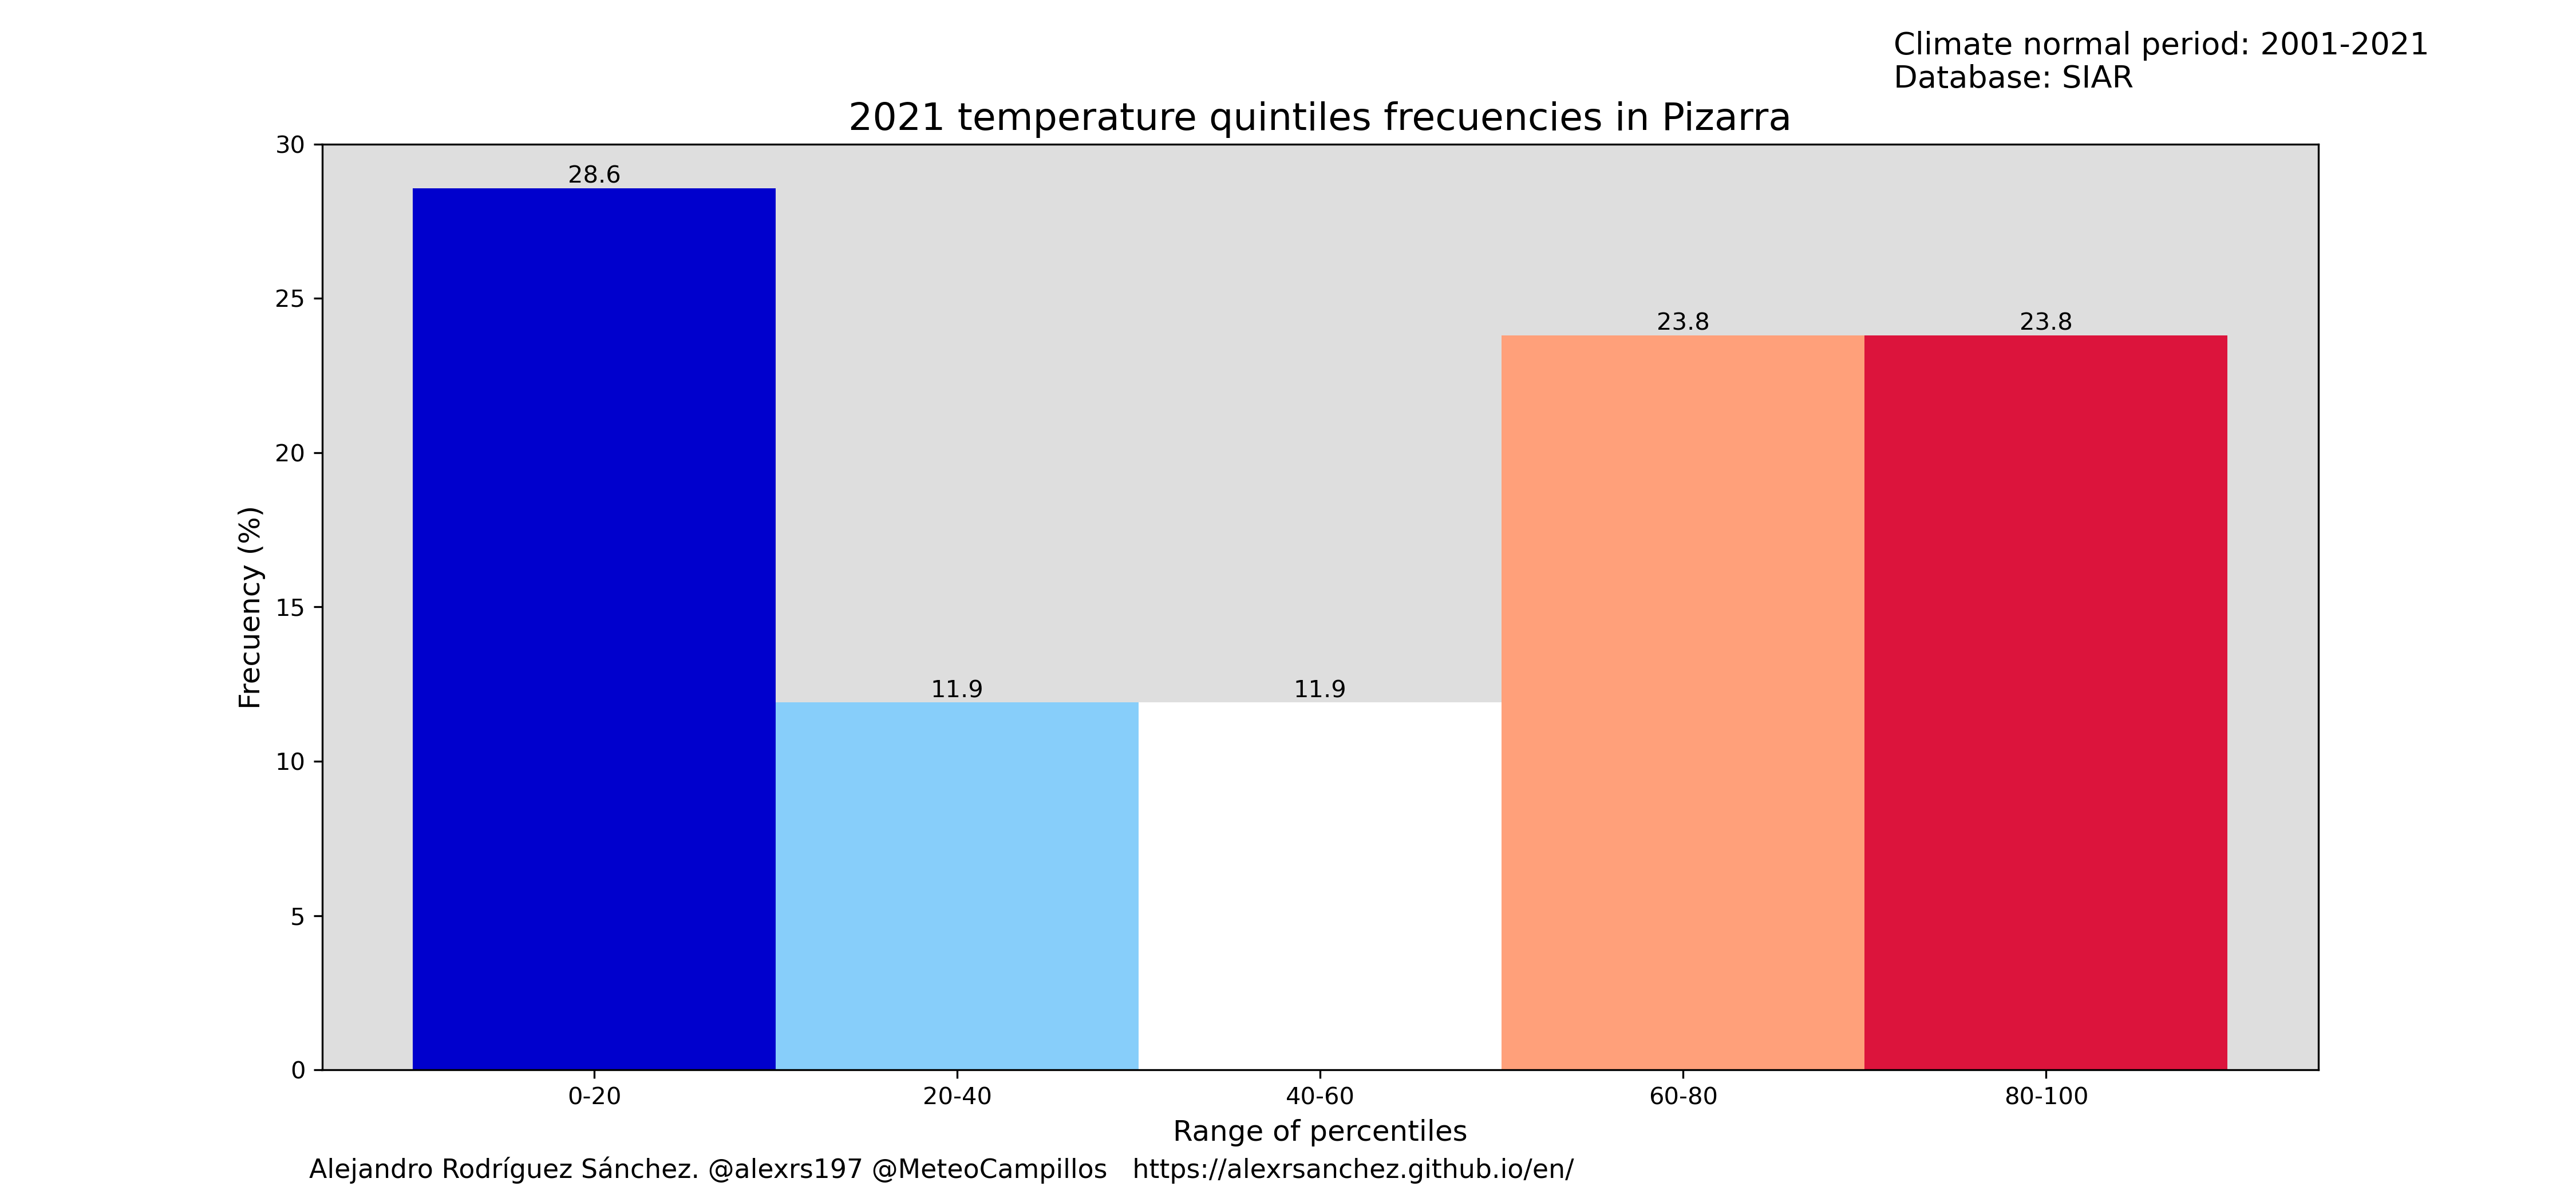 Climate normal period: 2001-2021
Database: SIAR
2021 temperature quintiles frecuencies in Pizarra
30
28.6
25
23.8
23.8
20
Frecuency (%)
15
11.9
11.9
10
5
0
0-20
20-40
40-60
60-80
80-100
Range of percentiles
Alejandro Rodríguez Sánchez. @alexrs197 @MeteoCampillos https://alexrsanchez.github.io/en/